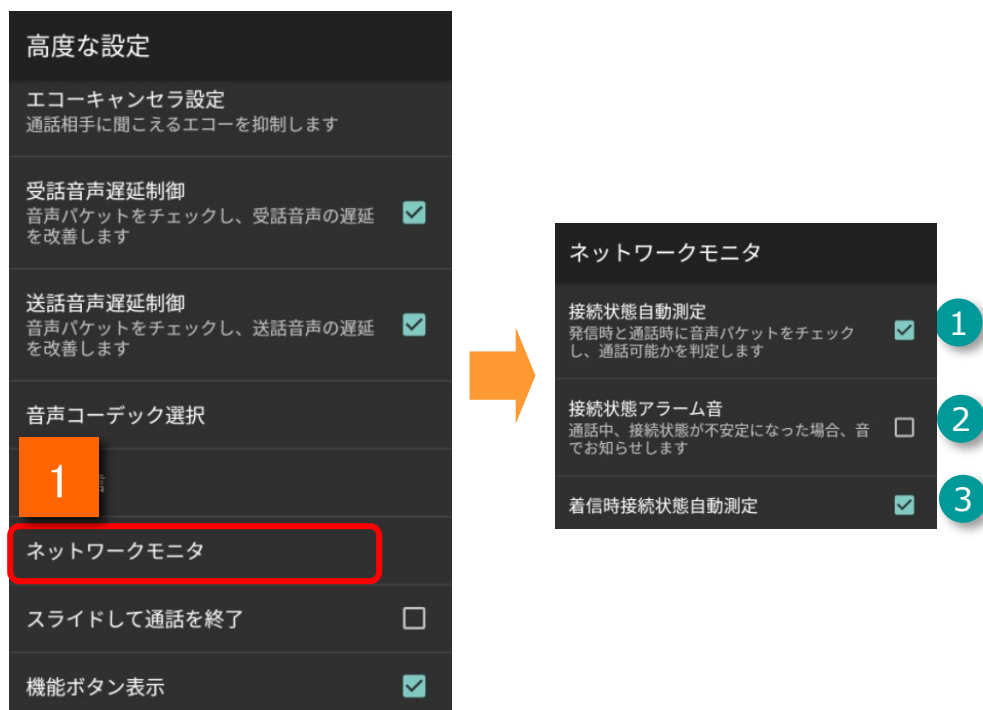 高度な設定
エコーキャンセラ設定
通話相手に聞こえるエコーを抑制します
受話音声遅延制御
音声パケットをチェックし、受話音声の遅延
を改善します
送話音声遅延制御
音声パケットをチェックし、送話音声の遅延
を改善します
音声コーデック選択
1
ネットワークモニタ
スライドして通話を終了
機能ボタン表示
ネットワークモニタ
接続状態自動測定
発信時と通話時に音声パケットをチェック
し、通話可能かを判定します
1
接続状態アラーム音
通話中、接続状態が不安定になった場合、音
でお知らせします
2
着信時接続状態自動測定
3